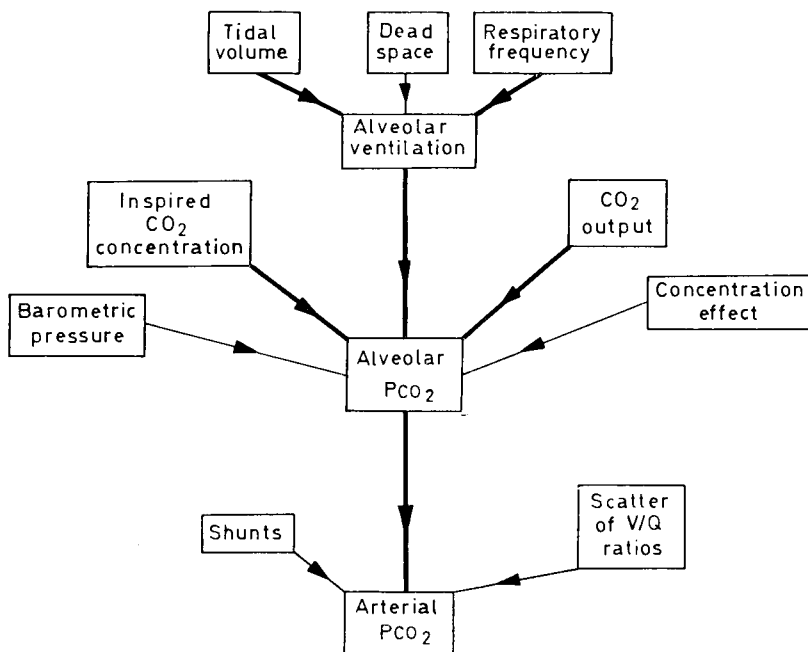 Tidal
volume
Dead
space
Respiratory
frequency
Alveolar
ventilation
Inspired
CO₂
concentration
CO₂
output
Barometric
pressure
Concentration
effect
Alveolar
PCO₂
Shunts
Scatter
of V/Q
ratios
Arterial
PCO₂